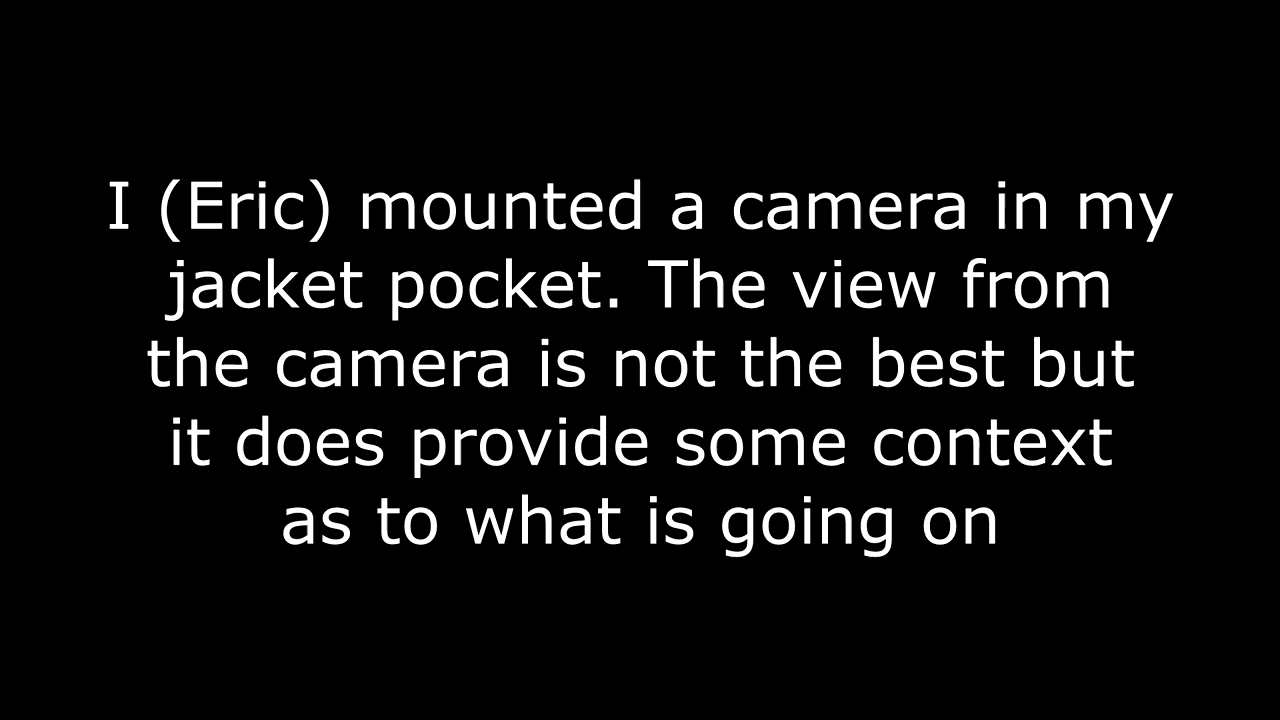 I (Eric) mounted a camera in my
jacket pocket. The view from
the camera is not the best but
it does provide some context
as to what is going on